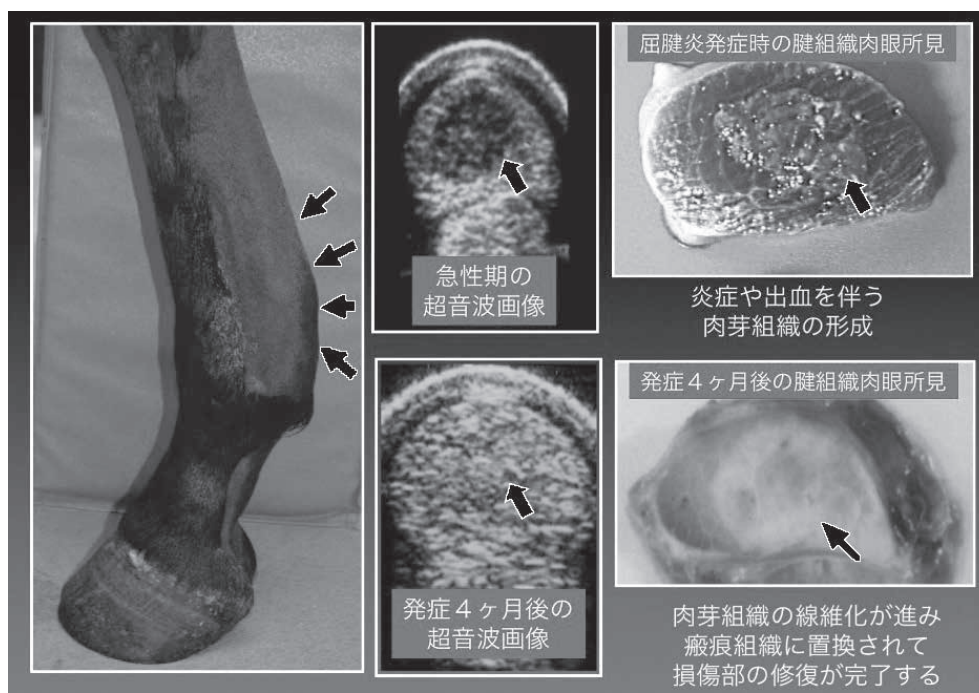 屈腱炎発症時の腱組織肉眼所見
急性期の
超音波画像
炎症や出血を伴う
肉芽組織の形成
発症4ヶ月後の腱組織肉眼所見
発症4ヶ月後の
超音波画像
肉芽組織の線維化が進み
瘢痕組織に置換されて
損傷部の修復が完了する